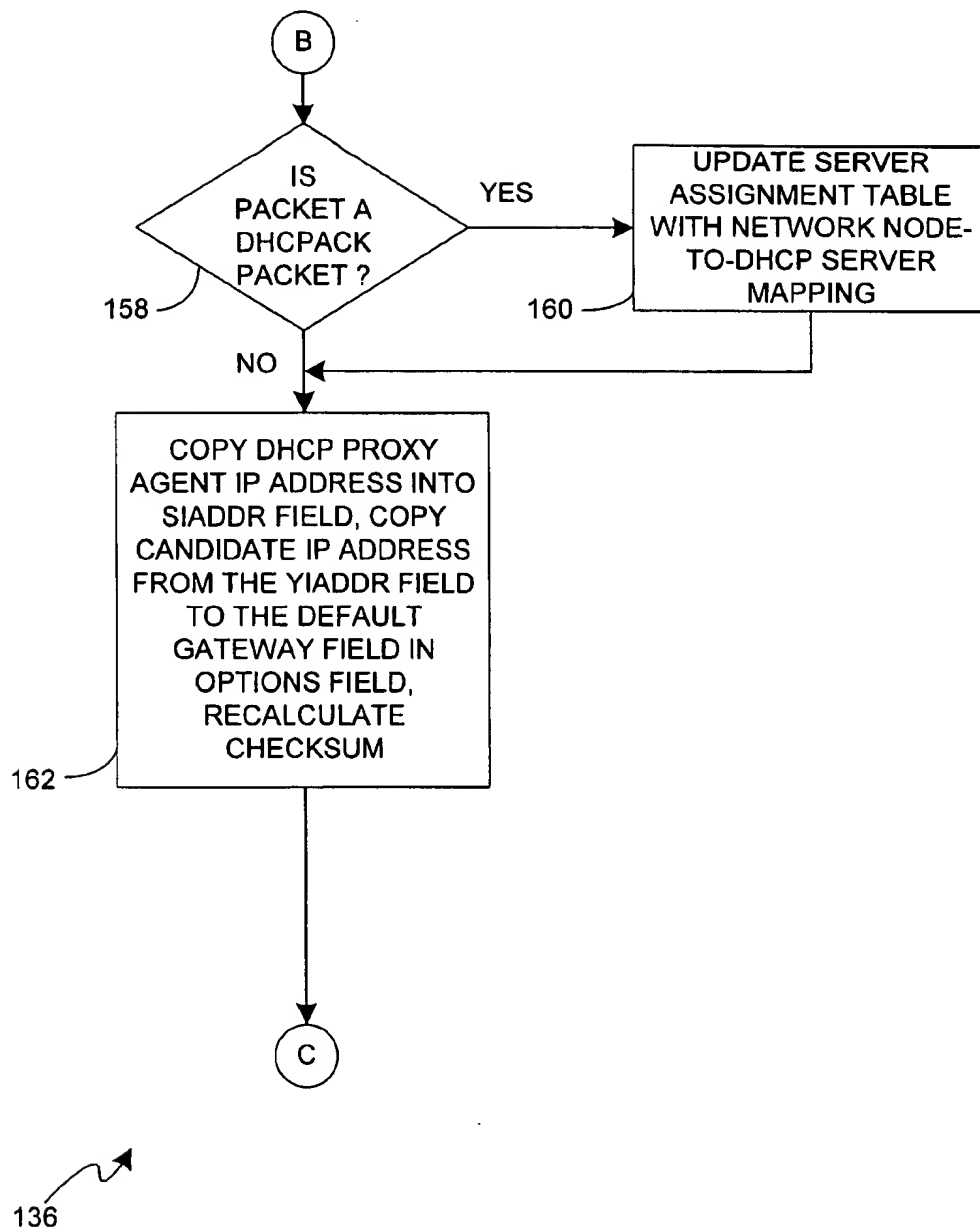 B
IS
PACKET A
DHCPACK
PACKET ?
158
YES
UPDATE SERVER
ASSIGNMENT TABLE
WITH NETWORK NODE-
TO-DHCP SERVER
MAPPING
160
NO
COPY DHCP PROXY
AGENT IP ADDRESS INTO
SIADDR FIELD, COPY
CANDIDATE IP ADDRESS
FROM THE YIADDR FIELD
TO THE DEFAULT
GATEWAY FIELD IN
OPTIONS FIELD,
RECALCULATE
CHECKSUM
162
C
136